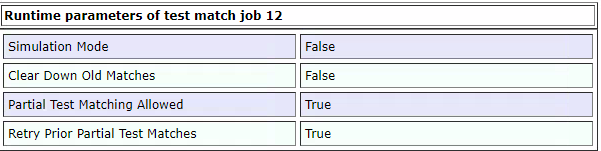 Runtime parameters of test match job 12
Simulation Mode False
Clear Down Old Matches False
Partial Test Matching Allowed True
Retry Prior Partial Test Matches True